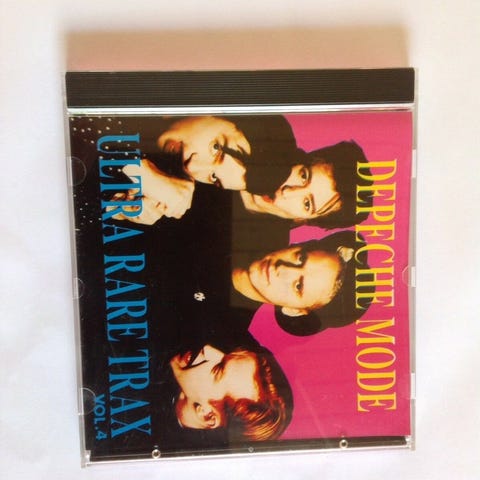 DEPECHE MODE
ULTRA RARE TRAX
VOL.4